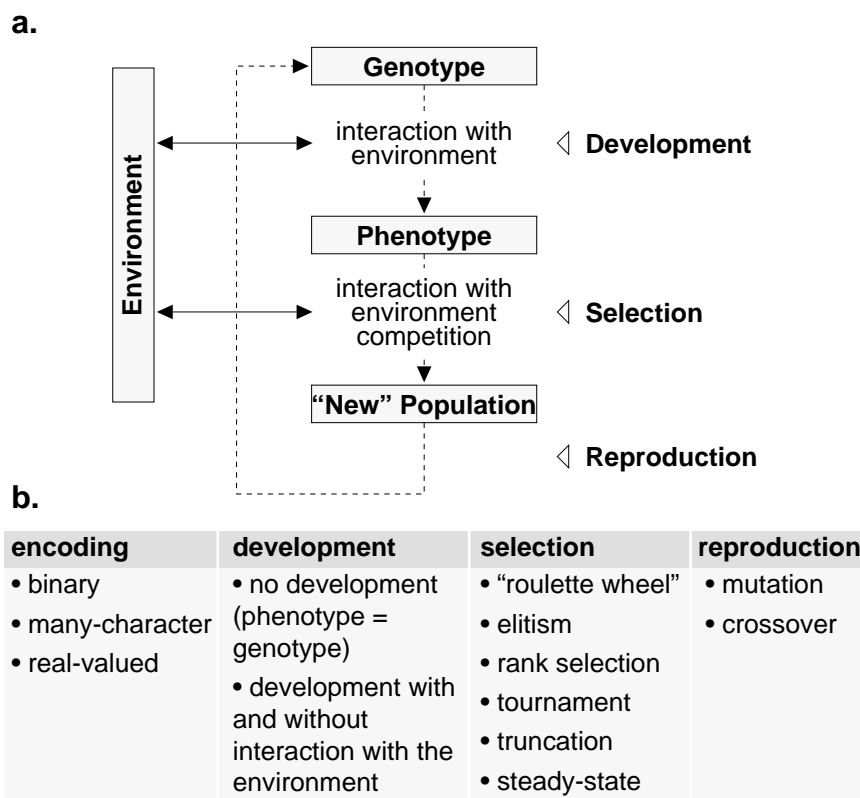 a.
Environment
Genotype
interaction with
environment
Development
Phenotype
interaction with
environment
competition
Selection
“New” Population
Reproduction
b.
encoding
• binary
• many-character
• real-valued
development
• no development
(phenotype =
genotype)
• development with
and without
interaction with the
environment
selection
• “roulette wheel”
• elitism
• rank selection
• tournament
• truncation
• steady-state
reproduction
• mutation
• crossover